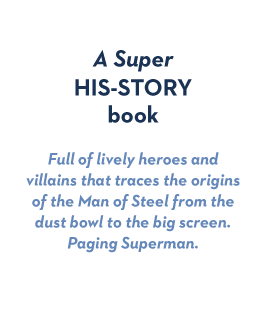 A Super
HIS-STORY
book
Full of lively heroes and
villains that traces the origins
of the Man of Steel from the
dust bowl to the big screen.
Paging Superman.